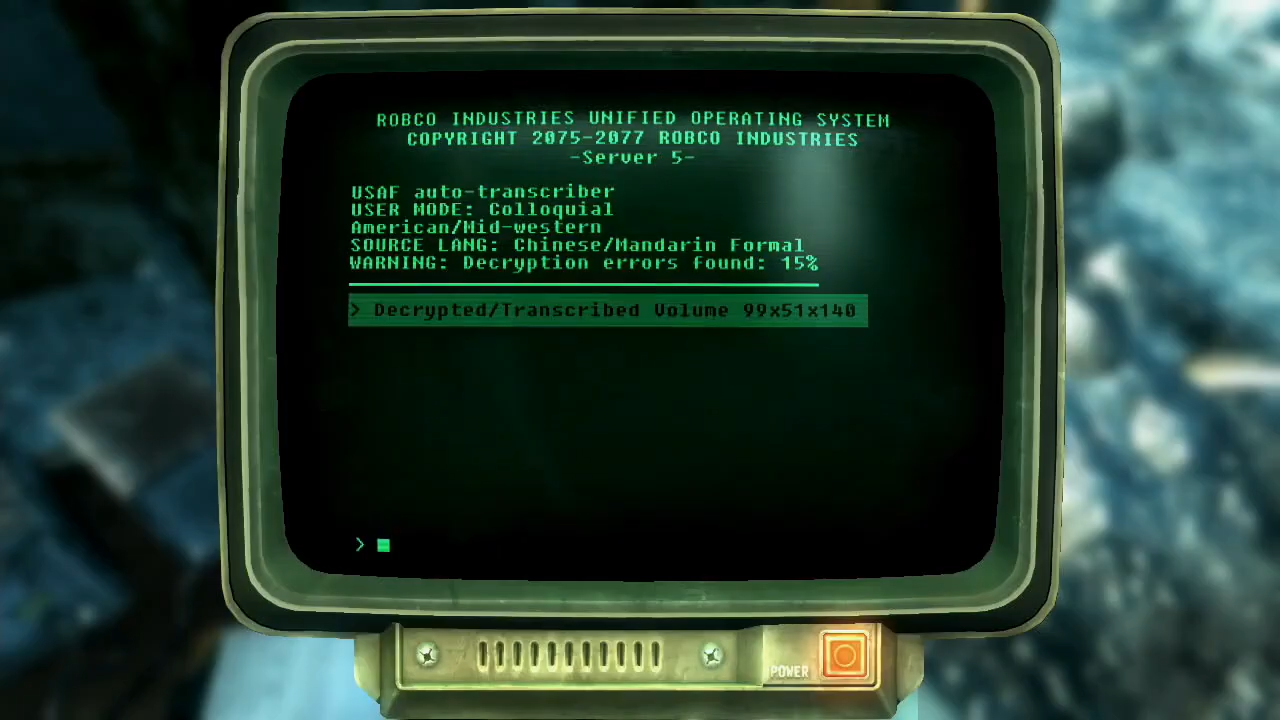 ROBCO INDUSTRIES UNIFIED OPERATING SYSTEM
COPYRIGHT 2075-2077 ROBCO INDUSTRIES
-Server 5-
USAF auto-transcriber
USER MODE: Colloquial
American/Mid-western
SOURCE LANG: Chinese/Mandarin Formal
WARNING: Decryption errors found: 15%
> Decrypted/Transcribed Volume 99x51x140
>
POWER